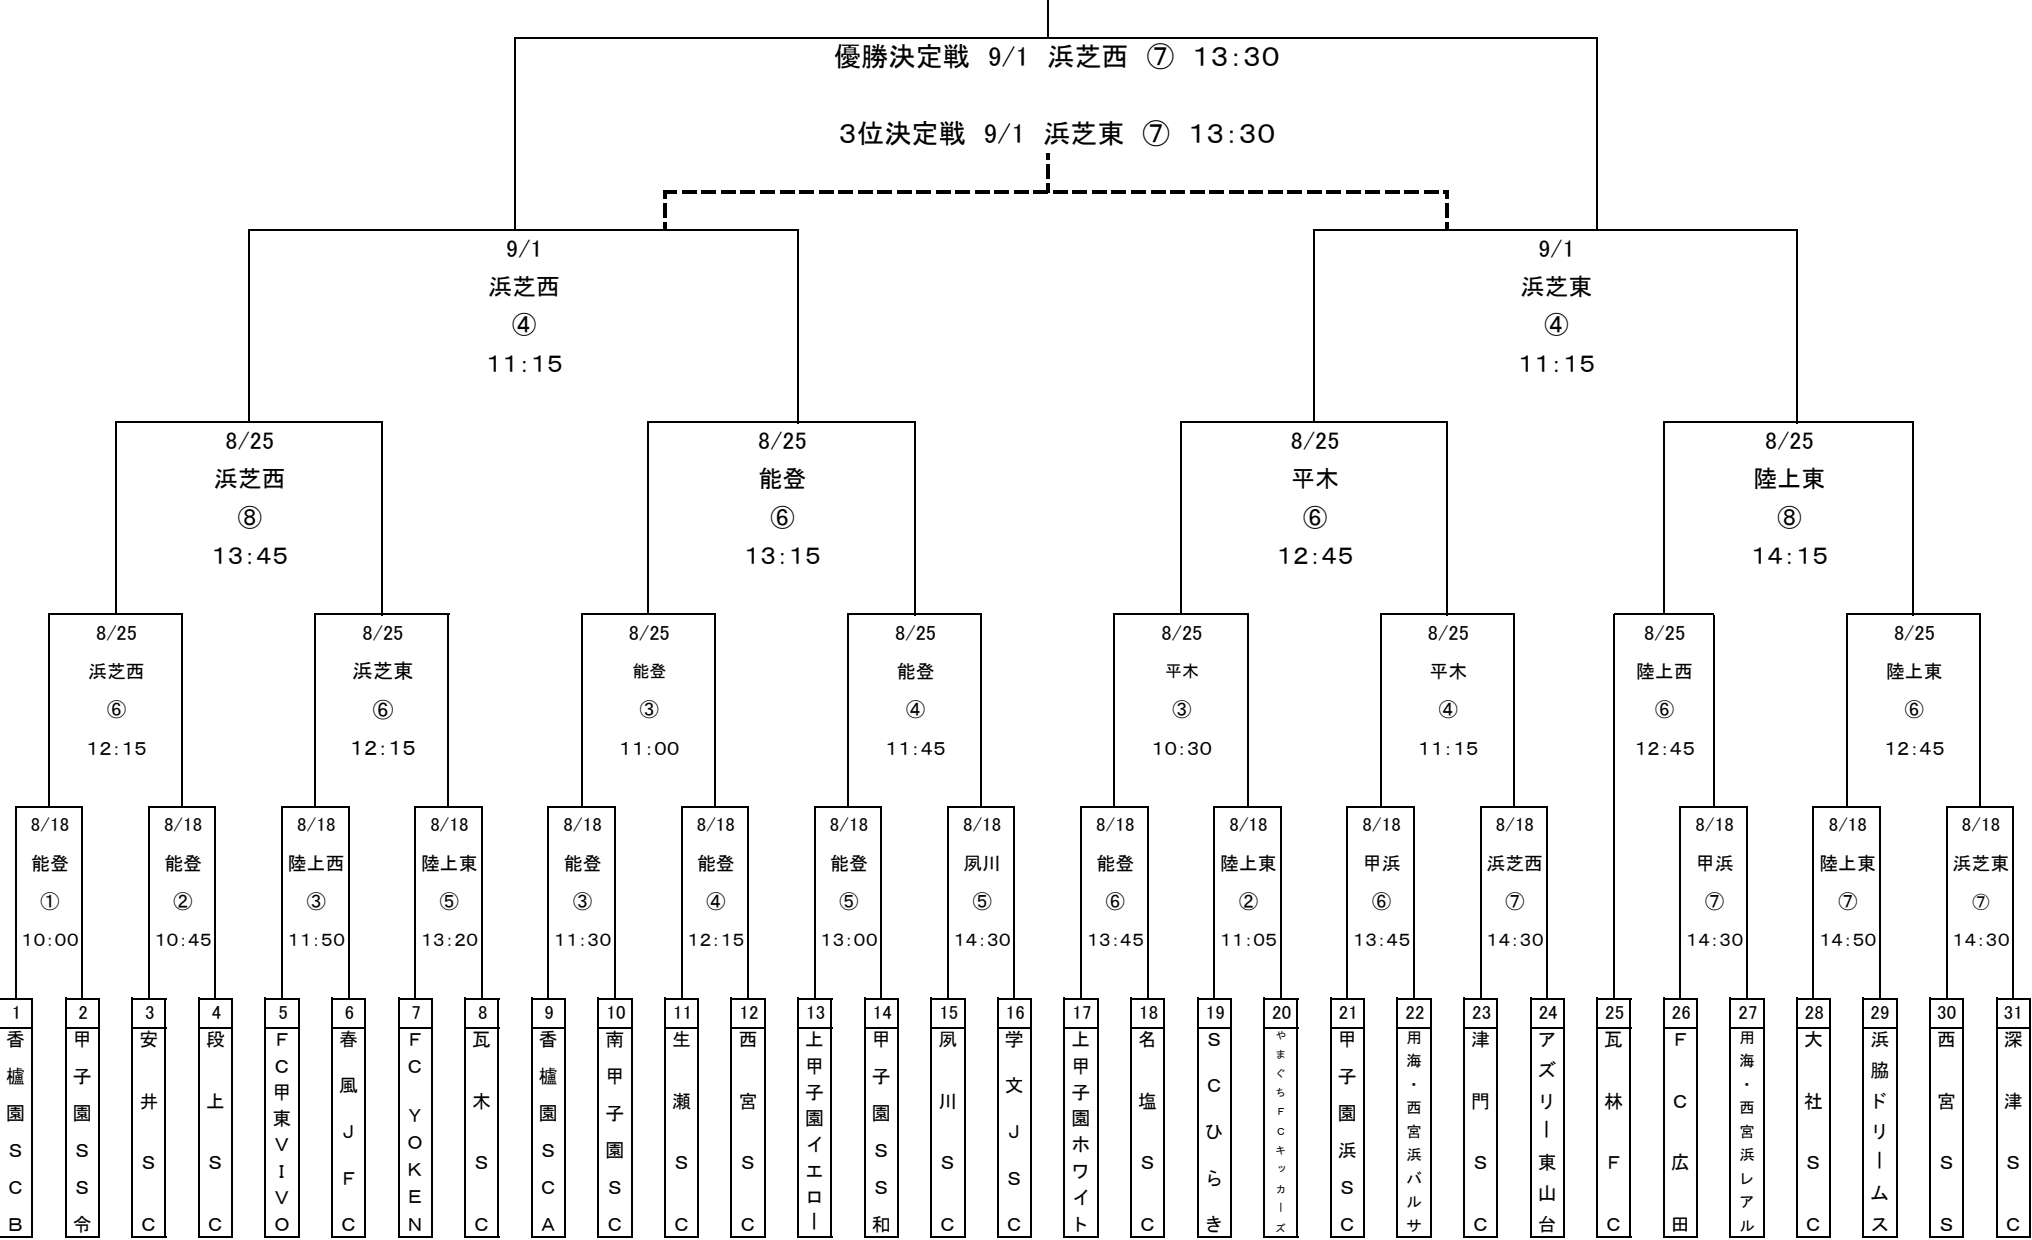 優勝決定戦 9/1 浜芝西 ⑦ 13:30
3位決定戦 9/1 浜芝東 ⑦ 13:30
9/1 9/1
浜芝西 浜芝東
④ ④
11:15 11:15
8/25 8/25 8/25 8/25
浜芝西 能登 平木 陸上東
⑧ ⑥ ⑥ ⑧
13:45 13:15 12:45 14:15
8/25 8/25 8/25 8/25 8/25 8/25 8/25 8/25
浜芝西 浜芝東 能登 能登 平木 平木 陸上西 陸上東
⑥ ⑥ ③ ④ ③ ④ ⑥ ⑥
12:15 12:15 11:00 11:45 10:30 11:15 12:45 12:45
8/18 8/18 8/18 8/18 8/18 8/18 8/18 8/18 8/18 8/18 8/18 8/18 8/18 8/18 8/18
能登 能登 陸上西 陸上東 能登 能登 能登 夙川 能登 陸上東 甲浜 浜芝西 甲浜 陸上東 浜芝東
① ② ③ ⑤ ③ ④ ⑤ ⑤ ⑥ ② ⑥ ⑦ ⑦ ⑦ ⑦
10:00 10:45 11:50 13:20 11:30 12:15 13:00 14:30 13:45 11:05 13:45 14:30 14:30 14:50 14:30
1 2 3 4 5 6 7 8 9 10 11 12 13 14 15 16 17 18 19 20 21 22 23 24 25 26 27 28 29 30 31
香櫨園SCB
甲子園SS令
安井SC
段上SC
FC甲東VIVO
春風JFC
FC YOKEN
瓦木SC
香櫨園SCA
南甲子園SC
生瀬SC
西宮SC
上甲子園イエロー
甲子園SS和
夙川SC
学文JSC
上甲子園ホワイト
名塩SC
SCひらき
やまぐちFCキッカーズ
甲子園浜SC
用海・西宮浜バルサ
津門SC
アズリー東山台
瓦林FC
FC広田
用海・西宮浜レアル
大社SC
浜脇ドリームス
西宮SS
深津SC